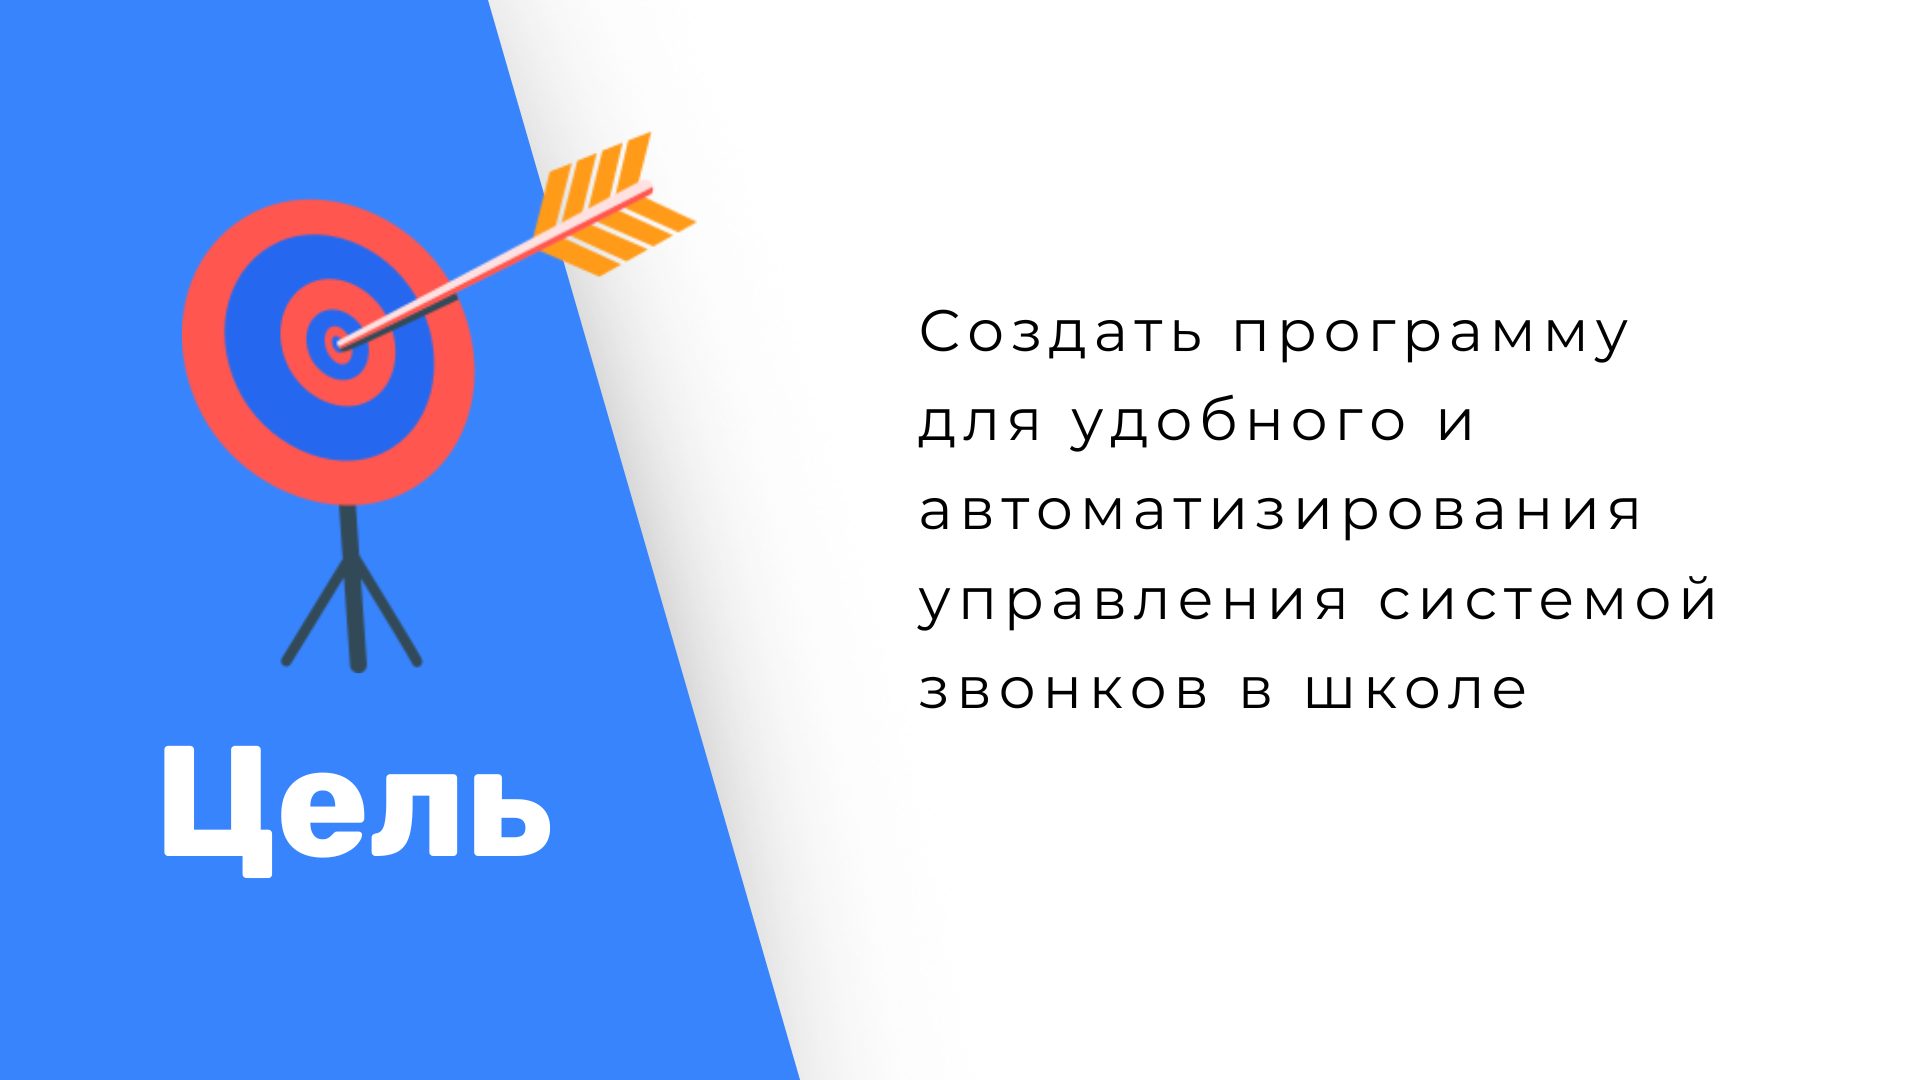 Цель
Создать программу
для удобного и
автоматизирования
управления системой
звонков в школе